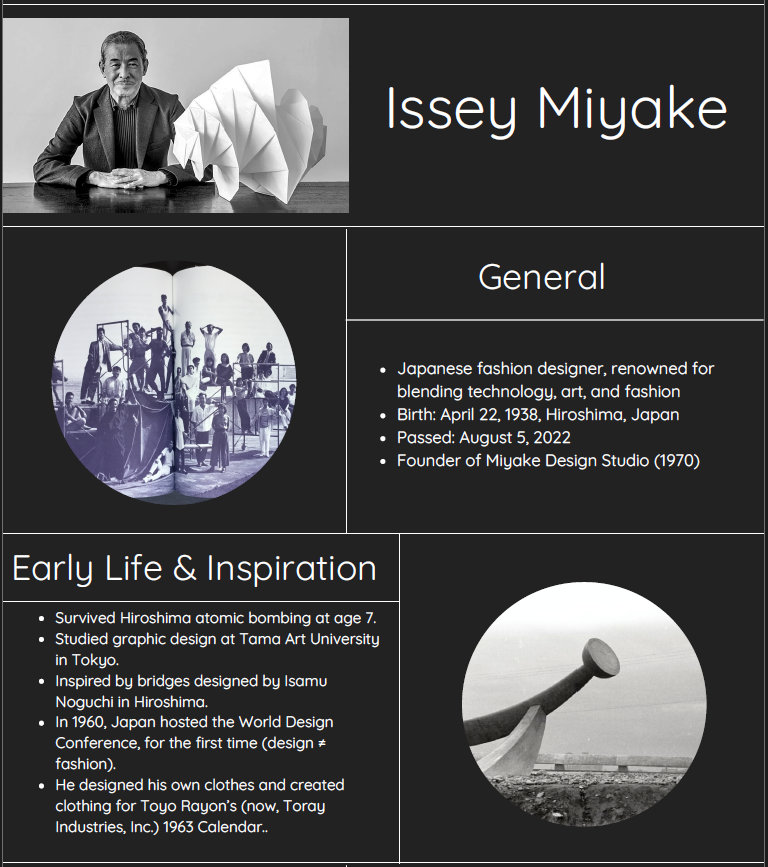 Issey Miyake
General
• Japanese fashion designer, renowned for
blending technology, art, and fashion
• Birth: April 22, 1938, Hiroshima, Japan
• Passed: August 5, 2022
• Founder of Miyake Design Studio (1970)
Early Life & Inspiration
• Survived Hiroshima atomic bombing at age 7.
• Studied graphic design at Tama Art University
in Tokyo.
• Inspired by bridges designed by Isamu
Noguchi in Hiroshima.
• In 1960, Japan hosted the World Design
Conference, for the first time (design ≠
fashion).
• He designed his own clothes and created
clothing for Toyo Rayon's (now, Toray
Industries, Inc.) 1963 Calendar..